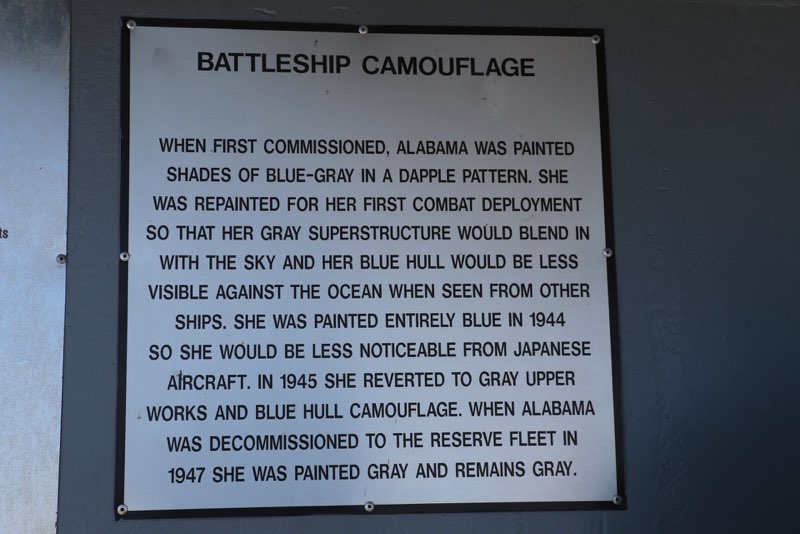 BATTLESHIP CAMOUFLAGE
WHEN FIRST COMMISSIONED, ALABAMA WAS PAINTED
SHADES OF BLUE-GRAY IN A DAPPLE PATTERN. SHE
WAS REPAINTED FOR HER FIRST COMBAT DEPLOYMENT
SO THAT HER GRAY SUPERSTRUCTURE WOULD BLEND IN
WITH THE SKY AND HER BLUE HULL WOULD BE LESS
VISIBLE AGAINST THE OCEAN WHEN SEEN FROM OTHER
SHIPS. SHE WAS PAINTED ENTIRELY BLUE IN 1944
SO SHE WOULD BE LESS NOTICEABLE FROM JAPANESE
AIRCRAFT. IN 1945 SHE REVERTED TO GRAY UPPER
WORKS AND BLUE HULL CAMOUFLAGE. WHEN ALABAMA
WAS DECOMMISSIONED TO THE RESERVE FLEET IN
1947 SHE WAS PAINTED GRAY AND REMAINS GRAY.